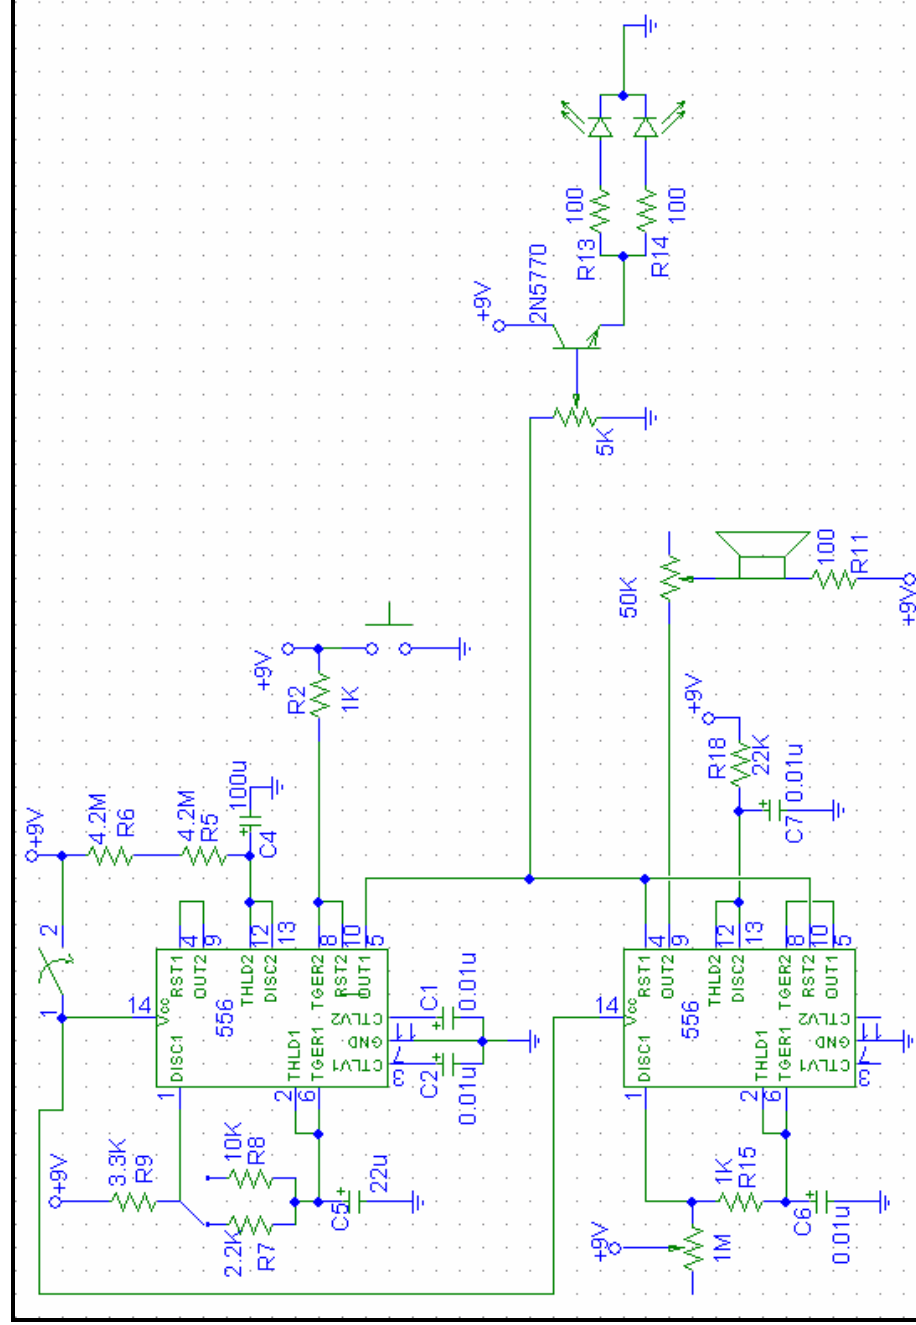 +9V
2N5770
R13
100
R14
100
+9V
5K
50K
100
R11
+9V
+9V
R2
1K
+9V
R18
22K
C7
0.01u
+9V
4.2M
R6
4.2M
R5
100u
C4
1
2
14
Vcc
556
4
RST1
9
OUT2
12
THLD2
13
DISC2
8
TGER2
10
RST2
5
OUT1
1
DISC1
2
THLD1
6
TGER1
CTLV2
11
GND
7
CTLV1
3
C1
0.01u
C2
0.01u
+9V
3.3K
R9
10K
R8
2.2K
R7
C5
22u
14
Vcc
556
4
RST1
9
OUT2
12
THLD2
13
DISC2
8
TGER2
10
RST2
5
OUT1
1
DISC1
2
THLD1
6
TGER1
CTLV2
11
GND
7
CTLV1
3
+9V
1M
1K
R15
C6
0.01u